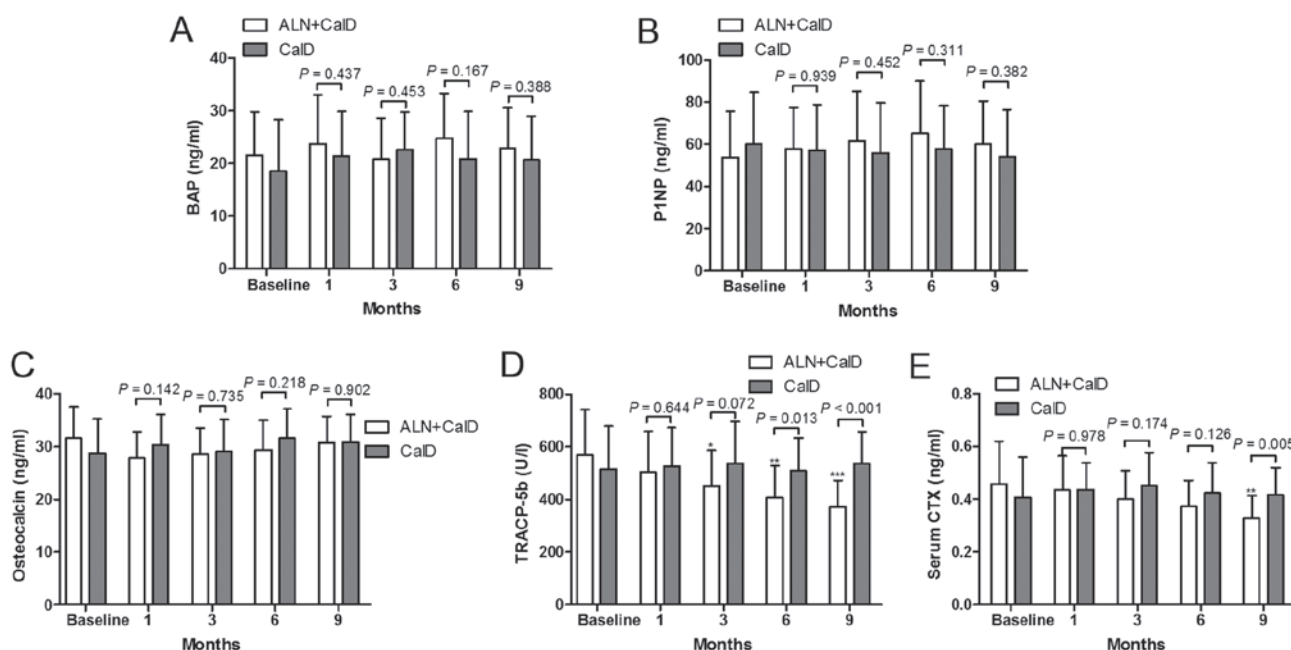 A
ALN+CalD
CalD
P = 0.437
P = 0.453
P = 0.167
P = 0.388
BAP (ng/ml)
40
30
20
10
0
Baseline
1
3
6
9
Months
B
ALN+CalD
CalD
P = 0.939
P = 0.452
P = 0.311
P = 0.382
P1NP (ng/ml)
100
80
60
40
20
0
Baseline
1
3
6
9
Months
C
P = 0.142
P = 0.735
P = 0.218
P = 0.902
ALN+CalD
CalD
Osteocalcin (ng/ml)
40
30
20
10
0
Baseline
1
3
6
9
Months
D
ALN+CalD
CalD
P = 0.644
P = 0.072
P = 0.013
P < 0.001
*
**
***
TRACP-5b (U/l)
800
600
400
200
0
Baseline
1
3
6
9
Months
E
ALN+CalD
CalD
P = 0.978
P = 0.174
P = 0.126
P = 0.005
**
Serum CTX (ng/ml)
0.8
0.6
0.4
0.2
0.0
Baseline
1
3
6
9
Months